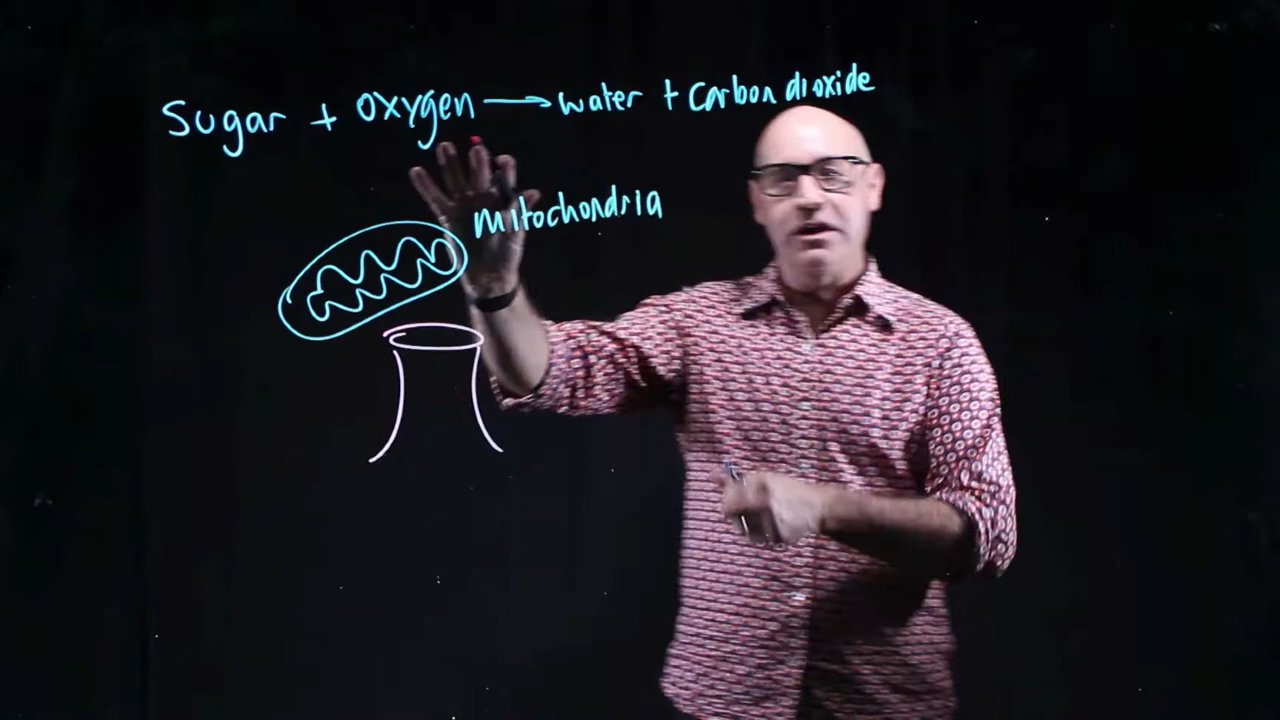 Sugar + oxygen → water + carbon dioxide
mitochondria